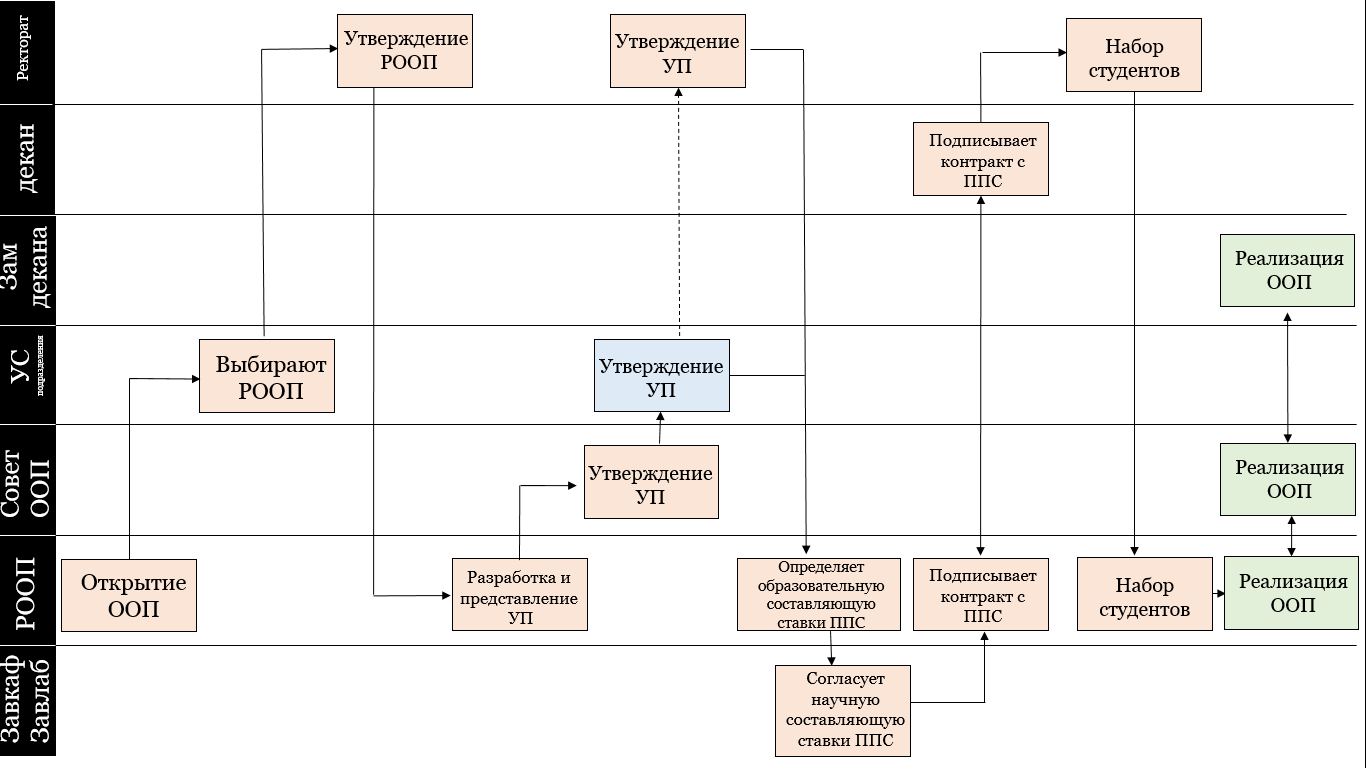 Ректорат
Утверждение
РООП
Утверждение
УП
Набор
студентов
декан
Подписывает
контракт с
ППС
Зам
декана
Реализация
ООП
УС
подразделения
Выбирают
РООП
Утверждение
УП
Совет
ООП
Утверждение
УП
Реализация
ООП
РООП
Открытие
ООП
Разработка и
представление
УП
Определяет
образовательную
составляющую
ставки ППС
Подписывает
контракт с
ППС
Набор
студентов
Реализация
ООП
Завкаф
Завлаб
Согласует
научную
составляющую
ставки ППС